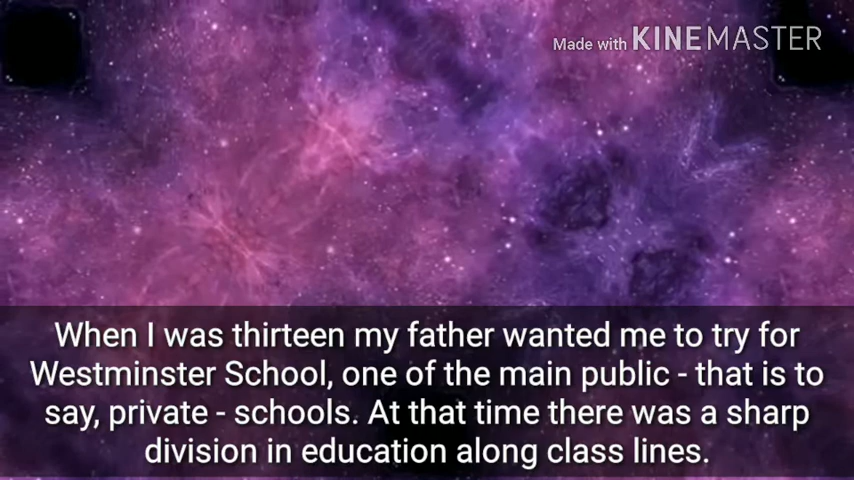 Made with KINEMASTER
When I was thirteen my father wanted me to try for
Westminster School, one of the main public - that is to
say, private - schools. At that time there was a sharp
division in education along class lines.